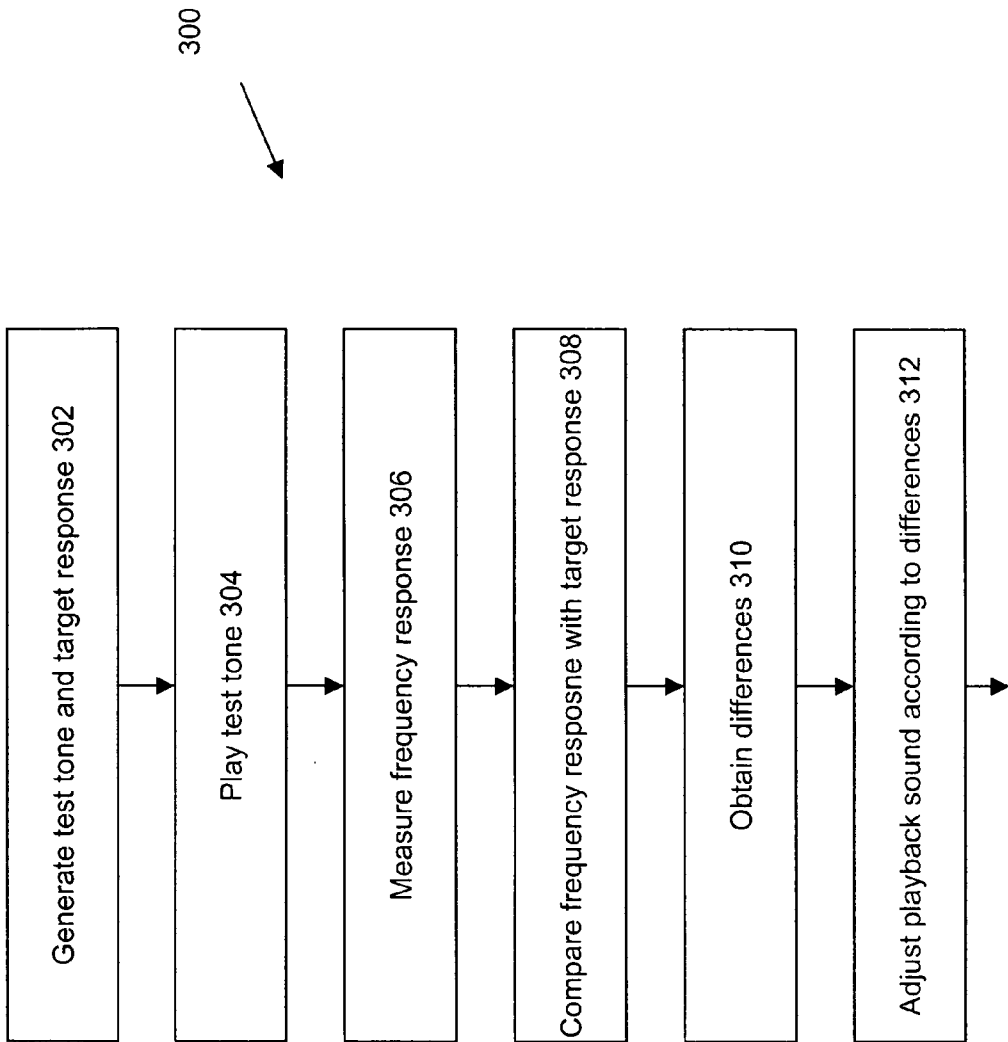 300
Generate test tone and target response 302
Play test tone 304
Measure frequency response 306
Compare frequency resposne with target response 308
Obtain differences 310
Adjust playback sound according to differences 312